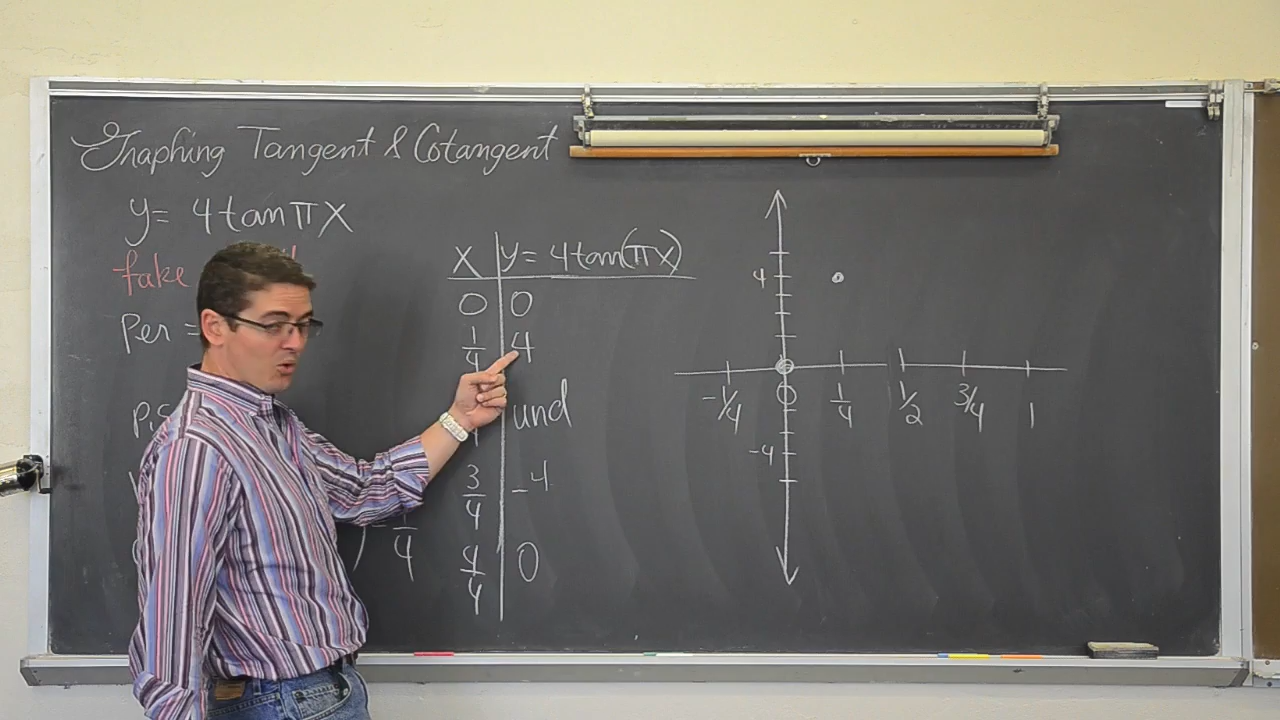 Graphing Tangent & Cotangent
y = 4 tan π x
fake
Per =
P.S
x y = 4 tan(πx)
0 0
1/4 4
und
3/4 -4
4/4 0
1/4
4
-4
-1/4 0 1/4 1/2 3/4 1